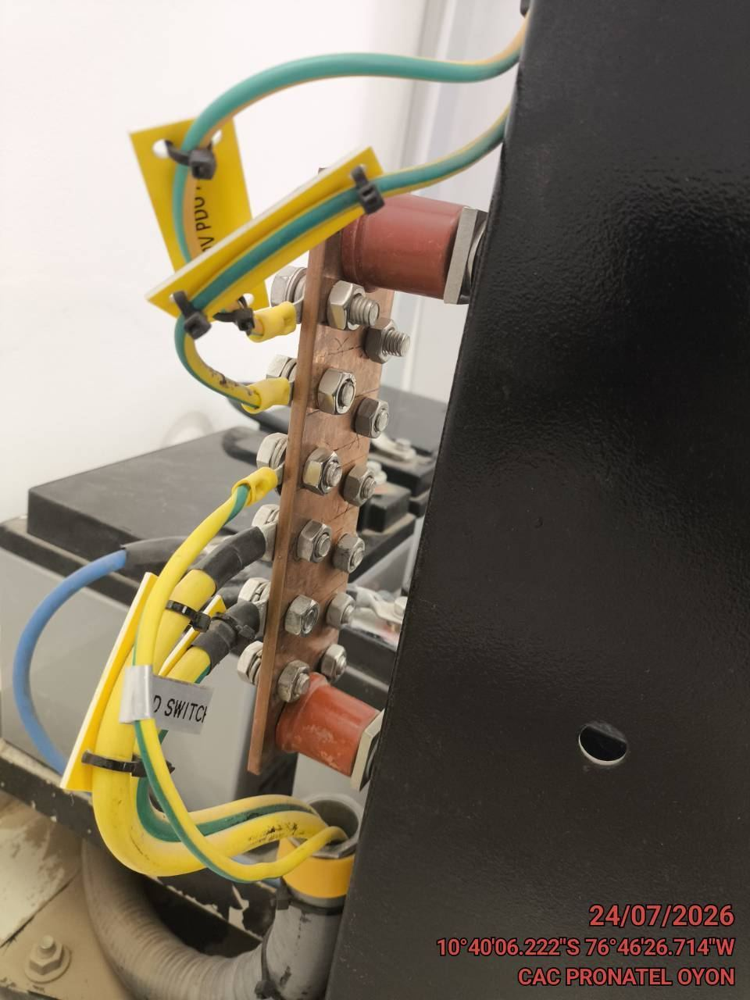 V PDU
D SWITCH
24/07/2026
10°40'06.222"S 76°46'26.714"W
CAC PRONATEL OYON